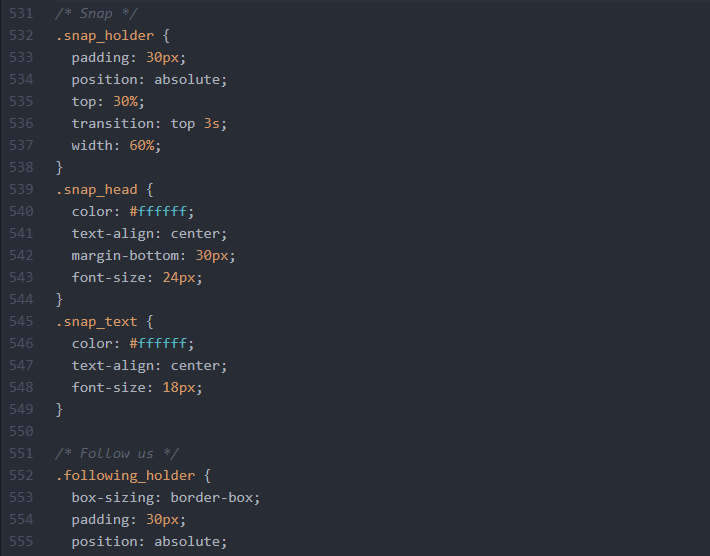 531 /* Snap */
532 .snap_holder {
533   padding: 30px;
534   position: absolute;
535   top: 30%;
536   transition: top 3s;
537   width: 60%;
538 }
539 .snap_head {
540   color: #ffffff;
541   text-align: center;
542   margin-bottom: 30px;
543   font-size: 24px;
544 }
545 .snap_text {
546   color: #ffffff;
547   text-align: center;
548   font-size: 18px;
549 }
550
551 /* Follow us */
552 .following_holder {
553   box-sizing: border-box;
554   padding: 30px;
555   position: absolute;